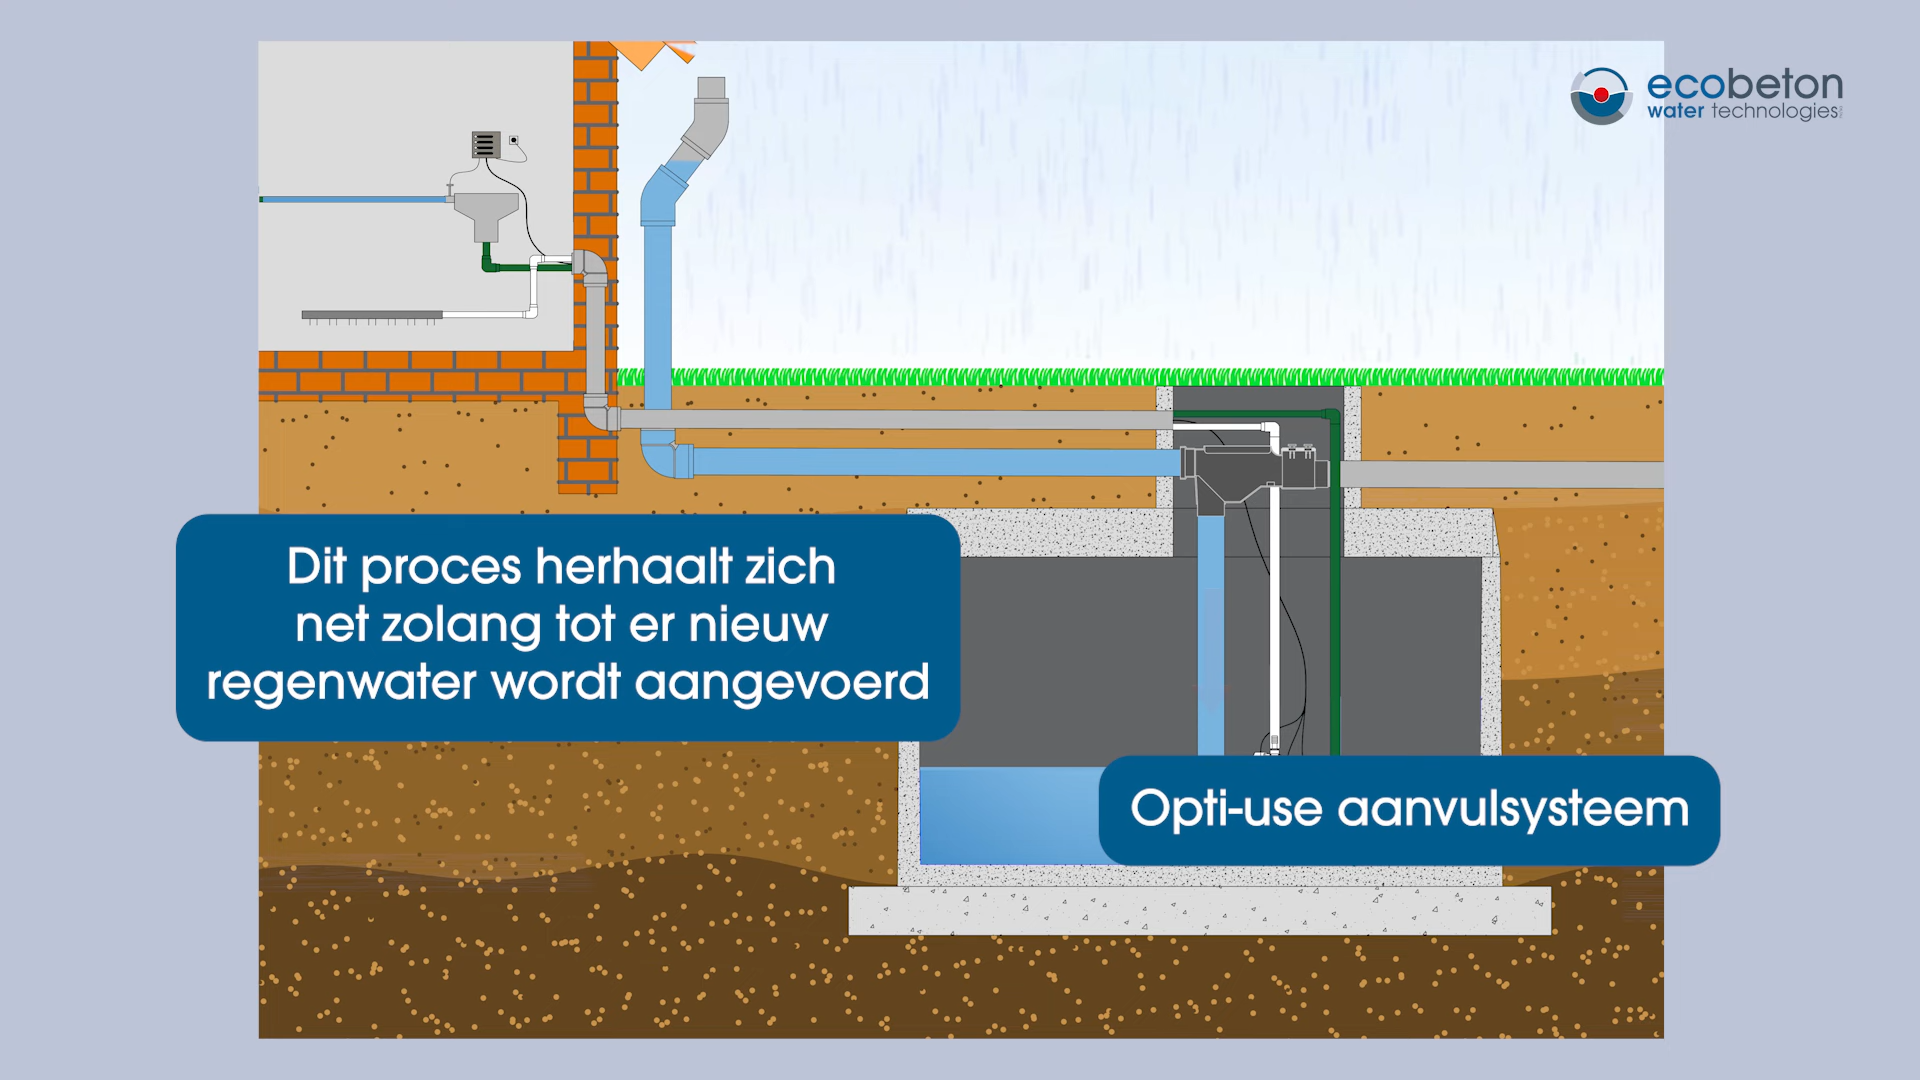 ecobeton
water technologies
Dit proces herhaalt zich
net zolang tot er nieuw
regenwater wordt aangevoerd
Opti-use aanvulsysteem